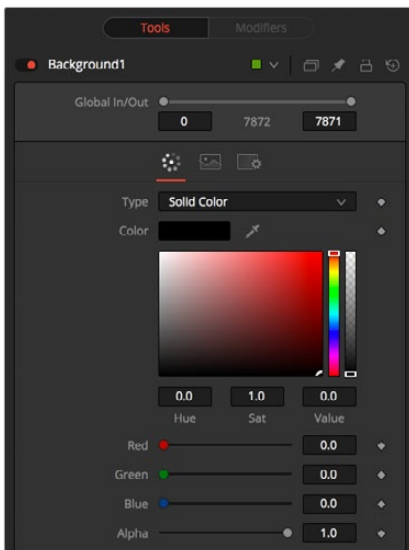 Tools Modifiers
Background1
Global In/Out
0 7872 7871
Type Solid Color
Color
0.0 1.0 0.0
Hue Sat Value
Red 0.0
Green 0.0
Blue 0.0
Alpha 1.0